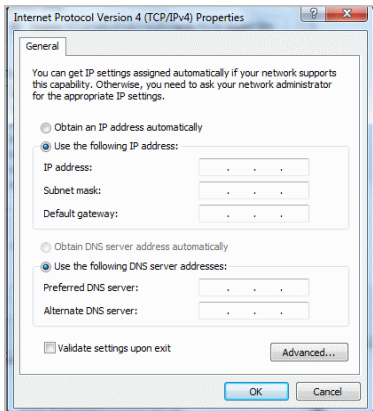 Internet Protocol Version 4 (TCP/IPv4) Properties
General
You can get IP settings assigned automatically if your network supports
this capability. Otherwise, you need to ask your network administrator
for the appropriate IP settings.
Obtain an IP address automatically
Use the following IP address:
IP address:
Subnet mask:
Default gateway:
Obtain DNS server address automatically
Use the following DNS server addresses:
Preferred DNS server:
Alternate DNS server:
Validate settings upon exit
Advanced...
OK Cancel